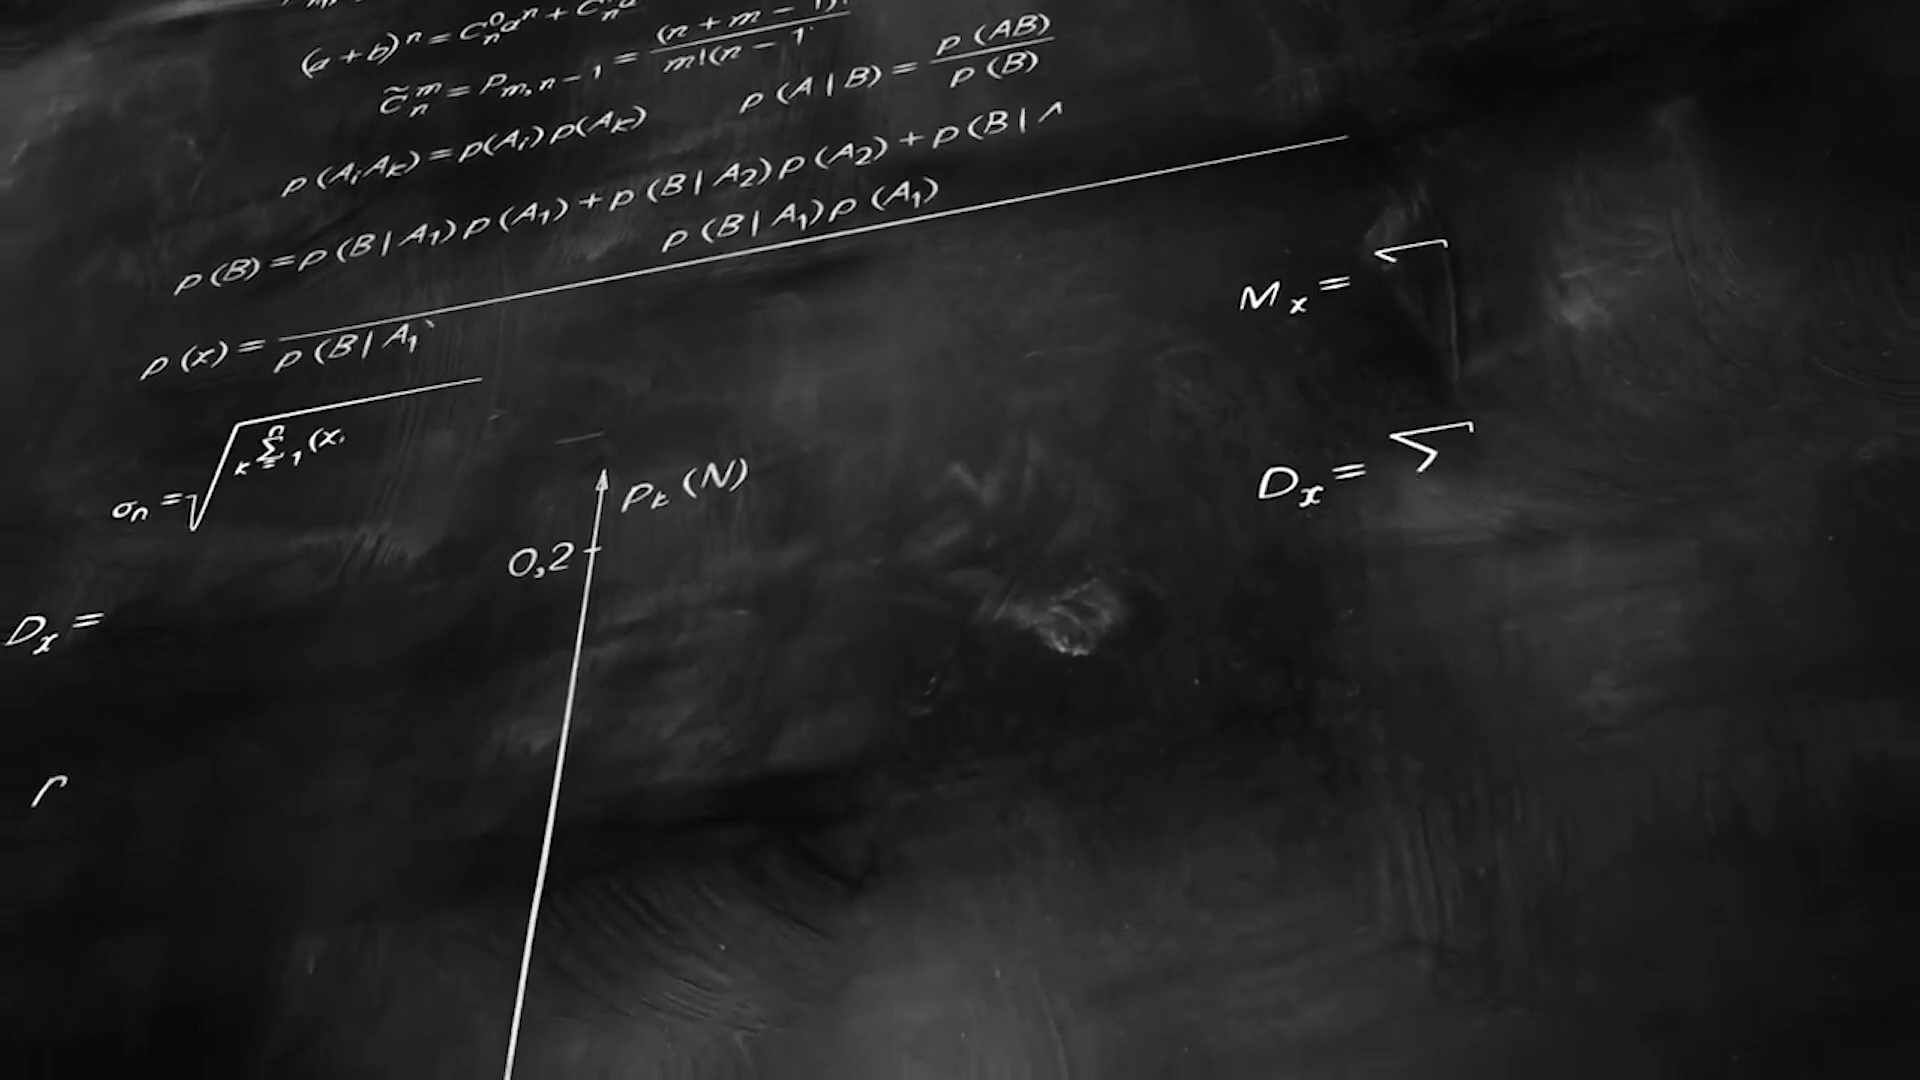 (a + b)ⁿ = C⁰ₙaⁿ + C
C̃ᵐₙ = Pₘ,ₙ₋₁ = (n + m − 1)! / m!(n − 1
p(AᵢAₖ) = p(Aᵢ)p(Aₖ)
p(A|B) = p(AB) / p(B)
p(B) = p(B|A₁)p(A₁) + p(B|A₂)p(A₂) + p(B|
p(x) = p(B|A₁)p(A₁) / p(B|A₁
σₙ = √ ⁿ∑ₖ₌₁(x
Mₓ =
Dₓ = ∑
Pₖ(N)
0,2
Dₓ =